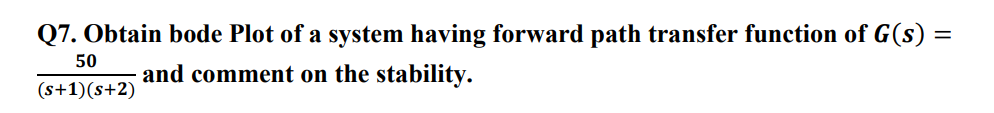 Q7. Obtain bode Plot of a system having forward path transfer function of G(s) =
50
(s+1)(s+2) and comment on the stability.